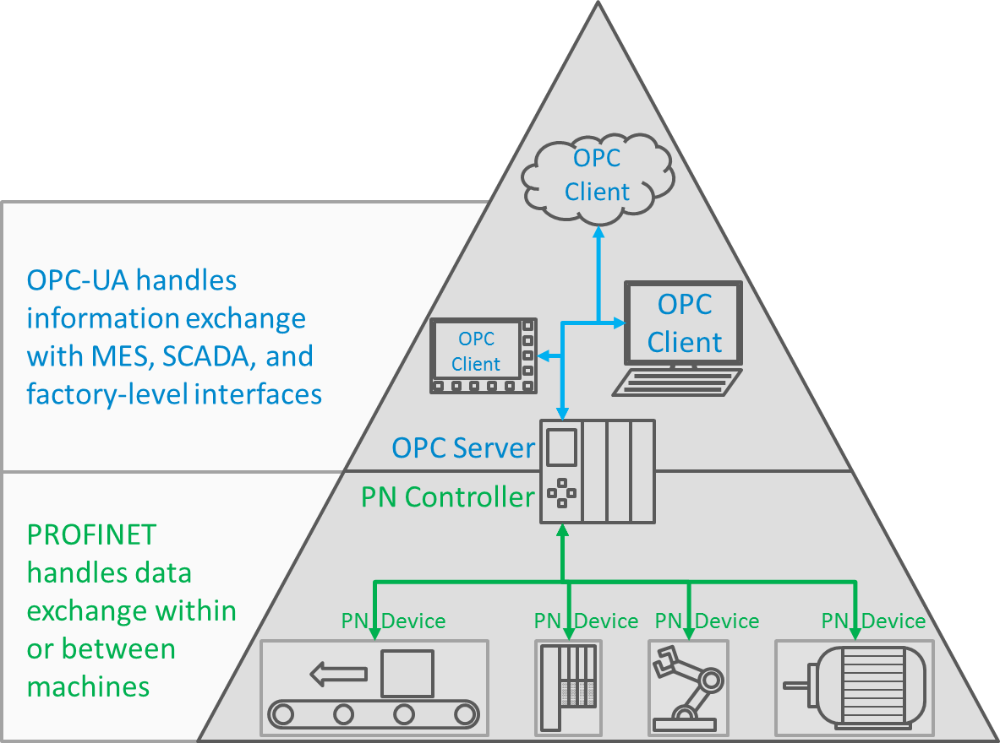 OPC
Client
OPC-UA handles
information exchange
with MES, SCADA, and
factory-level interfaces
OPC
Client
OPC
Client
OPC Server
PN Controller
PROFINET
handles data
exchange within
or between
machines
PN Device
PN Device
PN Device
PN Device